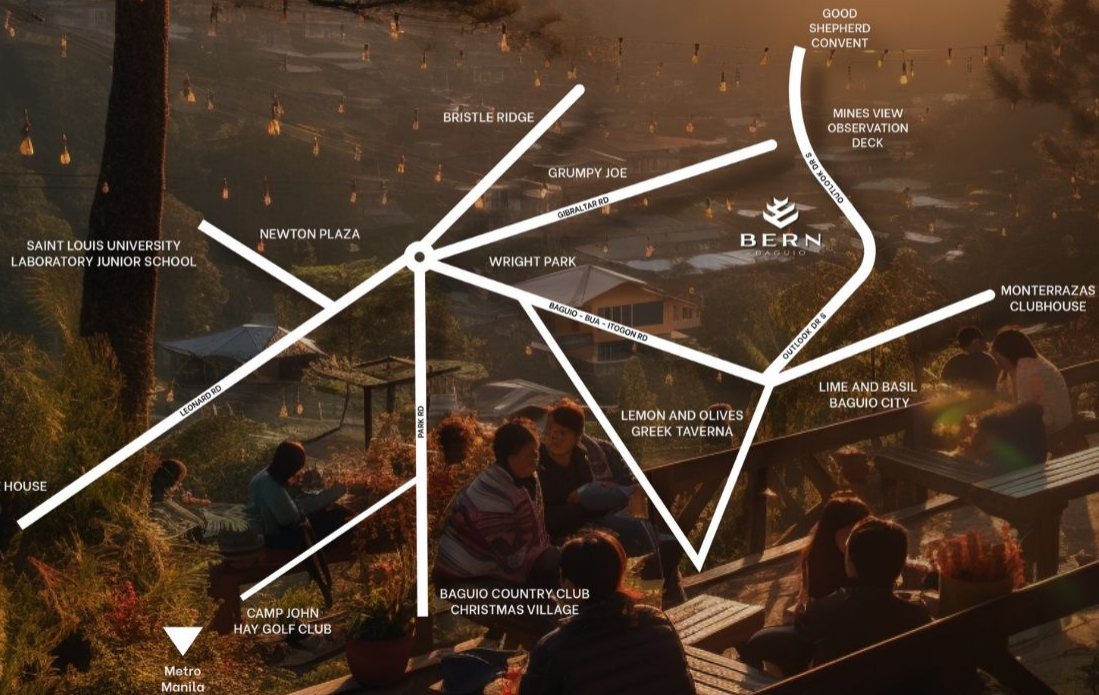 GOOD
SHEPHERD
CONVENT
BRISTLE RIDGE
MINES VIEW
OBSERVATION
DECK
GRUMPY JOE
OUTLOOK DR S
GIBRALTAR RD
NEWTON PLAZA
BERN
BAGUIO
SAINT LOUIS UNIVERSITY
LABORATORY JUNIOR SCHOOL
WRIGHT PARK
MONTERRAZAS
CLUBHOUSE
BAGUIO - BUA - ITOGON RD
OUTLOOK DR S
LEONARD RD
PARK RD
LIME AND BASIL
BAGUIO CITY
LEMON AND OLIVES
GREEK TAVERNA
HOUSE
BAGUIO COUNTRY CLUB
CHRISTMAS VILLAGE
CAMP JOHN
HAY GOLF CLUB
Metro
Manila